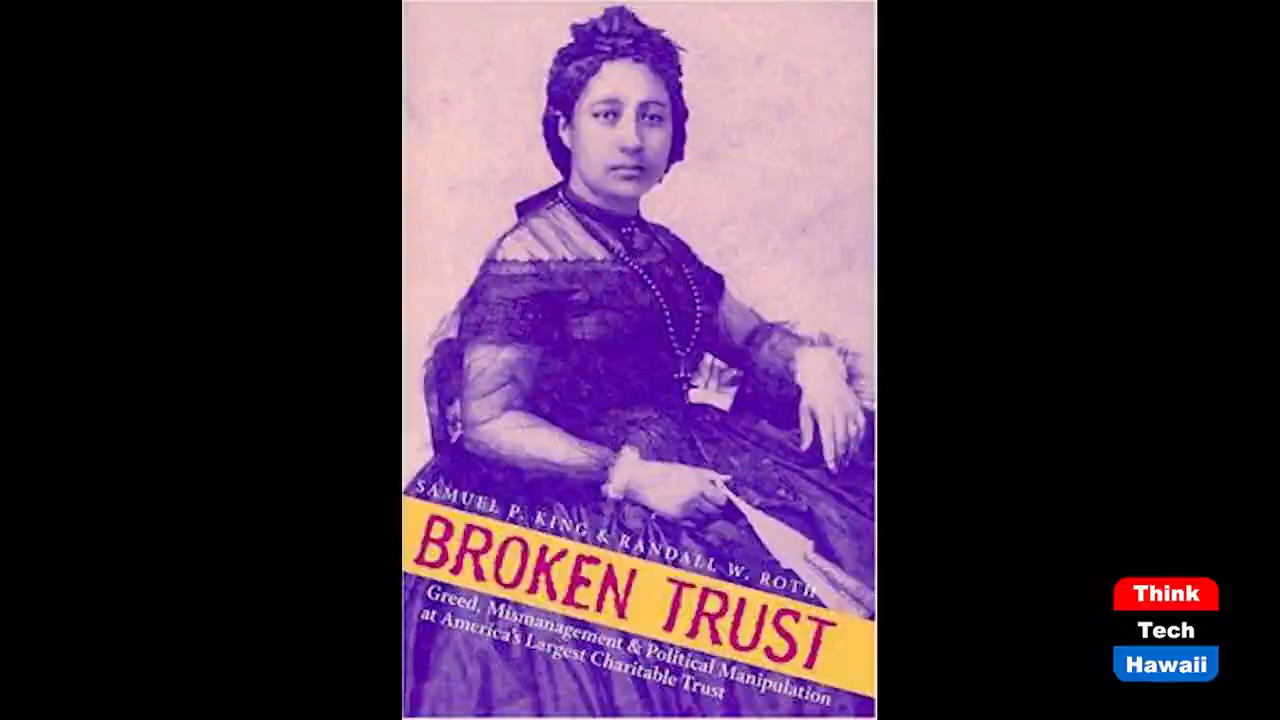 SAMUEL P. KING & RANDALL W. ROTH
BROKEN TRUST
Greed, Mismanagement & Political Manipulation
at America's Largest Charitable Trust
Think
Tech
Hawaii